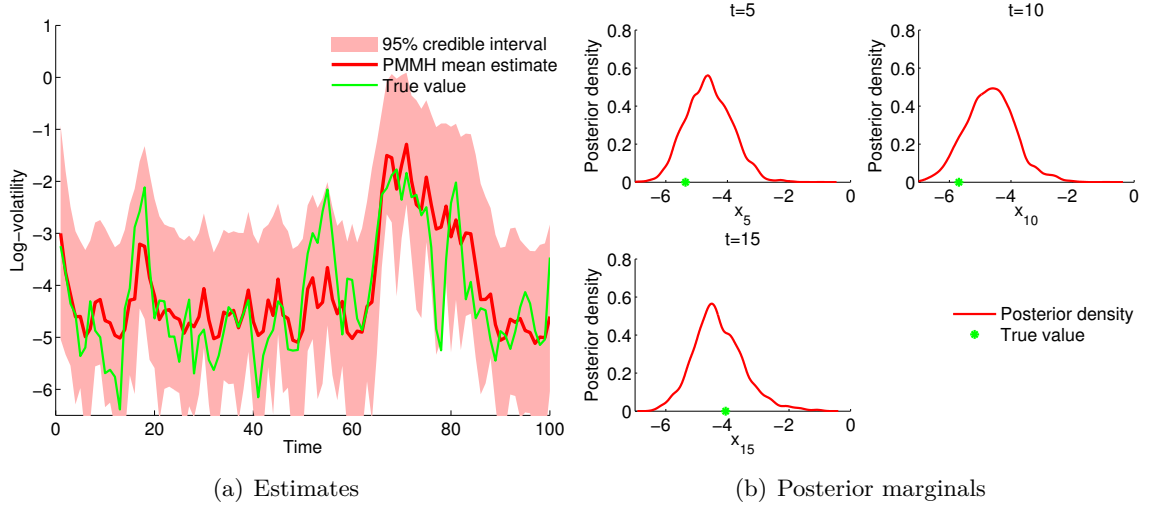 1
0
−1
−2
−3
−4
−5
−6
Log−volatility
0
20
40
60
80
100
Time
95% credible interval
PMMH mean estimate
True value
(a) Estimates
t=5
0.8
0.6
0.4
0.2
0
Posterior density
−6
−4
−2
0
x5
t=10
0.8
0.6
0.4
0.2
0
Posterior density
−6
−4
−2
0
x10
t=15
0.8
0.6
0.4
0.2
0
Posterior density
−6
−4
−2
0
x15
Posterior density
True value
(b) Posterior marginals